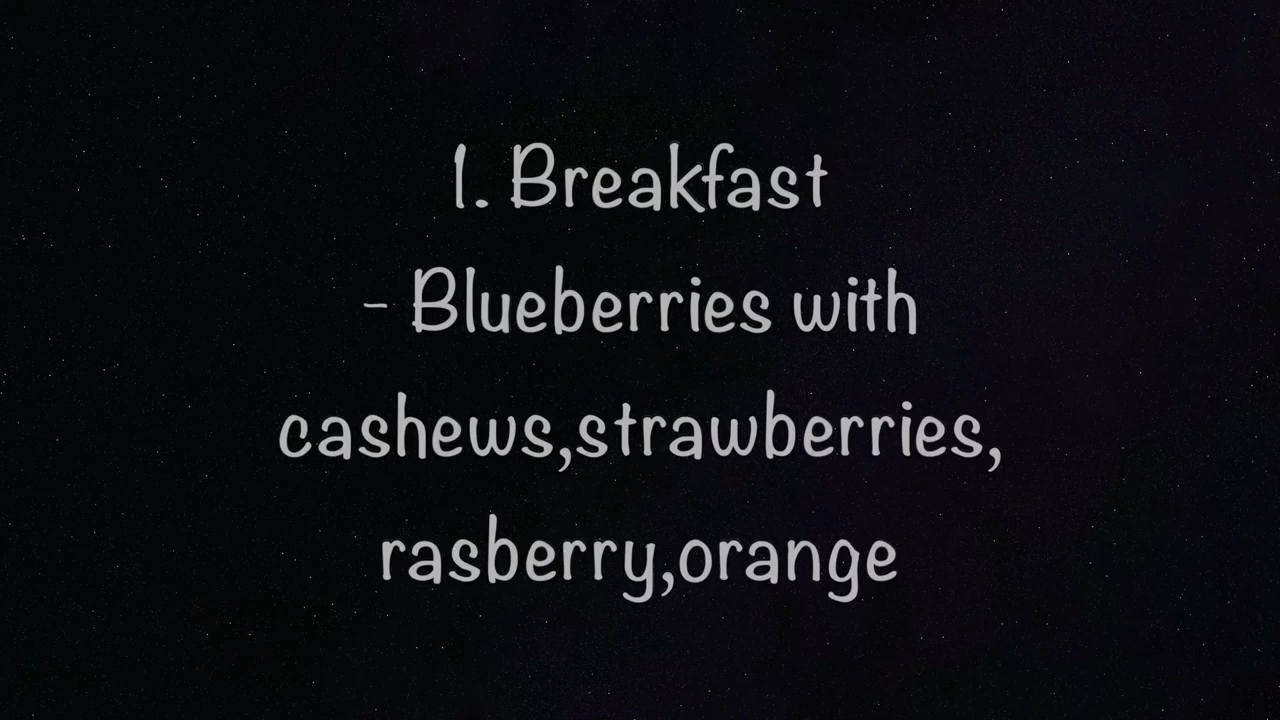 1. Breakfast
- Blueberries with
cashews,strawberries,
rasberry,orange